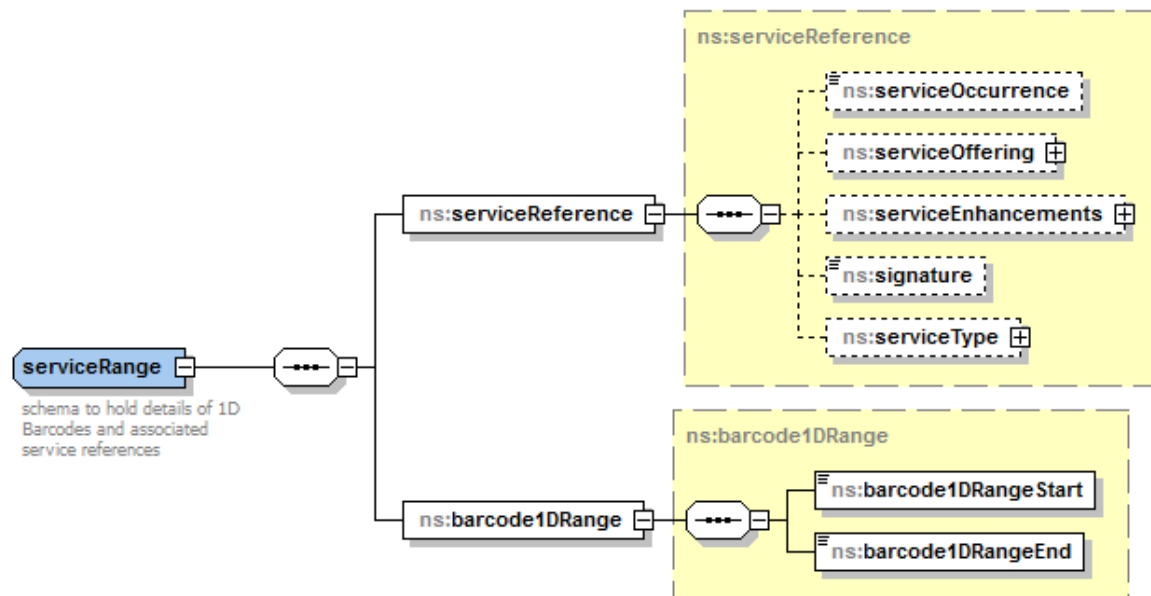 ns:serviceReference
ns:serviceOccurrence
ns:serviceOffering
ns:serviceEnhancements
ns:signature
ns:serviceType
ns:serviceReference
serviceRange
schema to hold details of 1D
Barcodes and associated
service references
ns:barcode1DRange
ns:barcode1DRange
ns:barcode1DRangeStart
ns:barcode1DRangeEnd